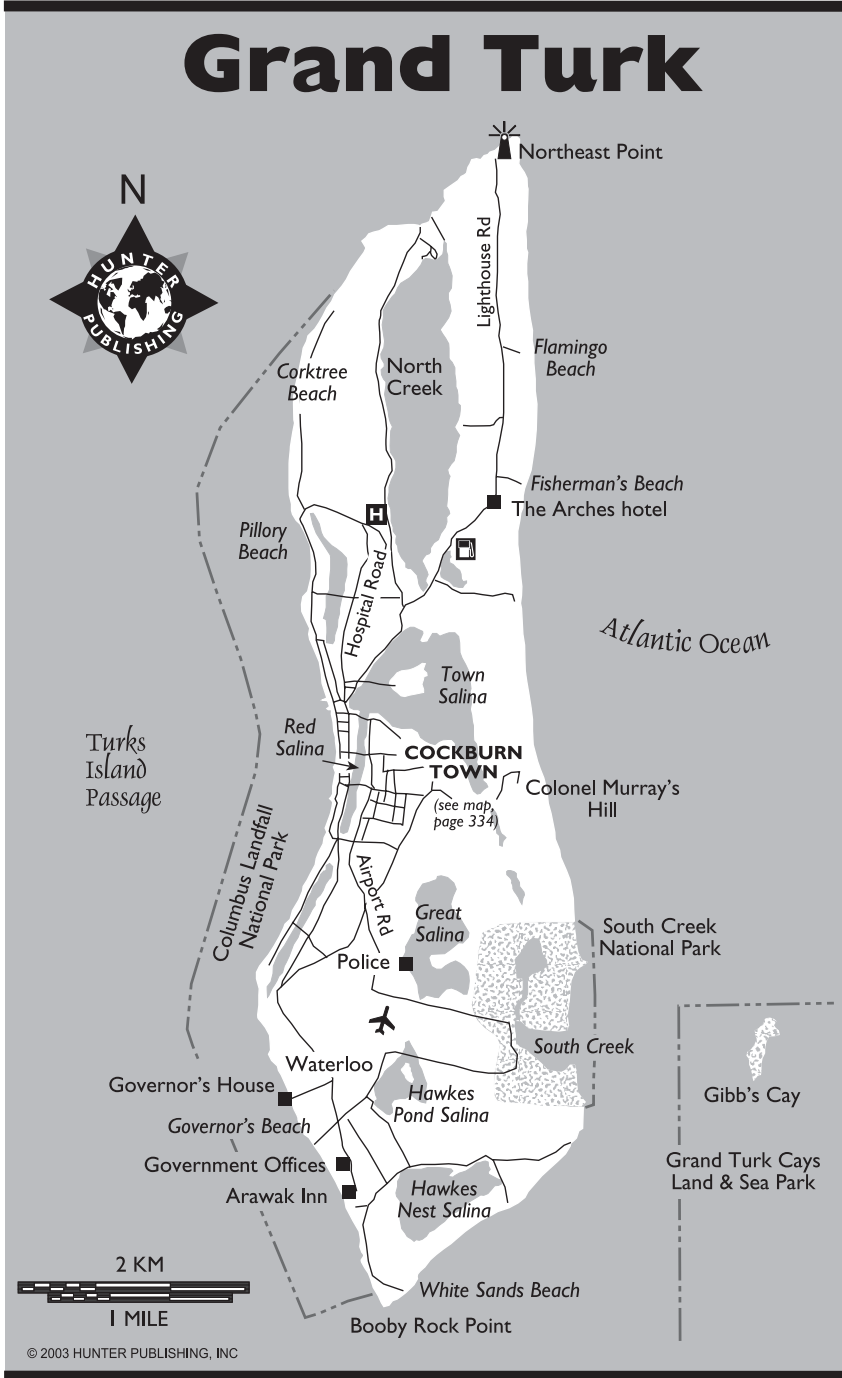 Grand Turk
Northeast Point
N
HUNTER
PUBLISHING
Lighthouse Rd
Flamingo
Beach
North
Creek
Corktree
Beach
Fisherman's Beach
The Arches hotel
H
Pillory
Beach
Hospital Road
Atlantic Ocean
Town
Salina
Red
Salina
Turks
Island
Passage
COCKBURN
TOWN
(see map,
page 334)
Colonel Murray's
Hill
Columbus Landfall
National Park
Airport Rd
Great
Salina
South Creek
National Park
Police
South Creek
Waterloo
Governor's House
Hawkes
Pond Salina
Gibb's Cay
Governor's Beach
Government Offices
Grand Turk Cays
Land & Sea Park
Arawak Inn
Hawkes
Nest Salina
2 KM
1 MILE
White Sands Beach
Booby Rock Point
© 2003 HUNTER PUBLISHING, INC